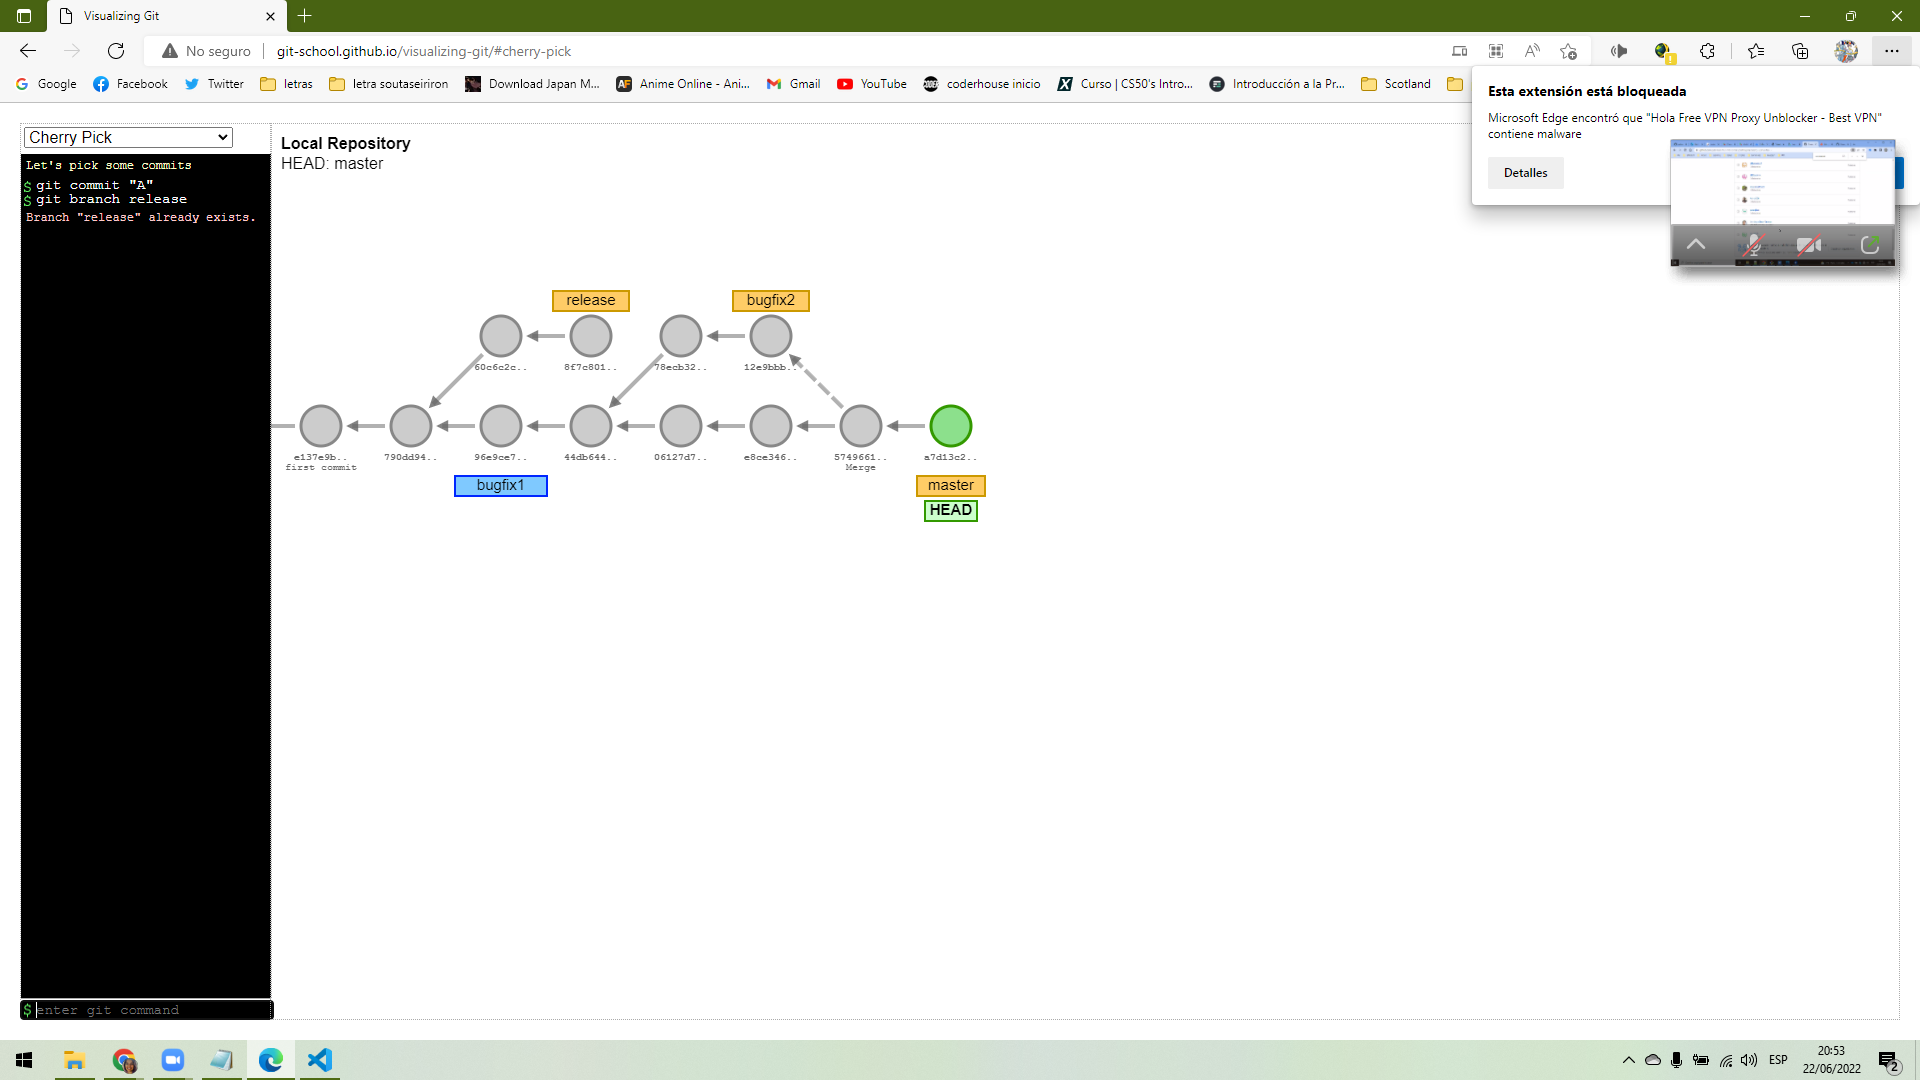 Visualizing Git
No seguro
git-school.github.io/visualizing-git/#cherry-pick
Google
Facebook
Twitter
letras
letra soutaseiriron
Download Japan M...
Anime Online - Ani...
Gmail
YouTube
coderhouse inicio
Curso | CS50's Intro...
Introducción a la Pr...
Scotland
Esta extensión está bloqueada
Microsoft Edge encontró que "Hola Free VPN Proxy Unblocker - Best VPN"
contiene malware
Detalles
Cherry Pick
Let's pick some commits
$ git commit "A"
$ git branch release
Branch "release" already exists.
$ enter git command
Local Repository
HEAD: master
release
bugfix2
60c6c2c..
8f7c801..
78ecb32..
12e9bbb..
e137e9b..
first commit
790dd94..
96e9ce7..
44db644..
06127d7..
e8ce346..
5749661..
Merge
a7d13c2..
bugfix1
master
HEAD
ESP
20:53
22/06/2022
2